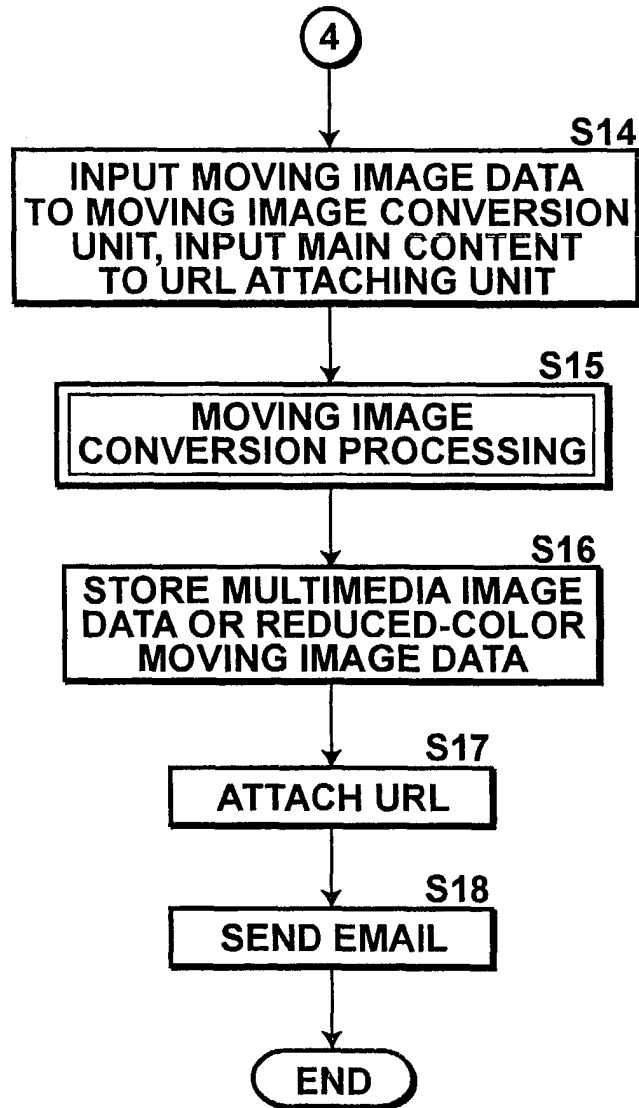 4
S14
INPUT MOVING IMAGE DATA
TO MOVING IMAGE CONVERSION
UNIT, INPUT MAIN CONTENT
TO URL ATTACHING UNIT
S15
MOVING IMAGE
CONVERSION PROCESSING
S16
STORE MULTIMEDIA IMAGE
DATA OR REDUCED-COLOR
MOVING IMAGE DATA
S17
ATTACH URL
S18
SEND EMAIL
END